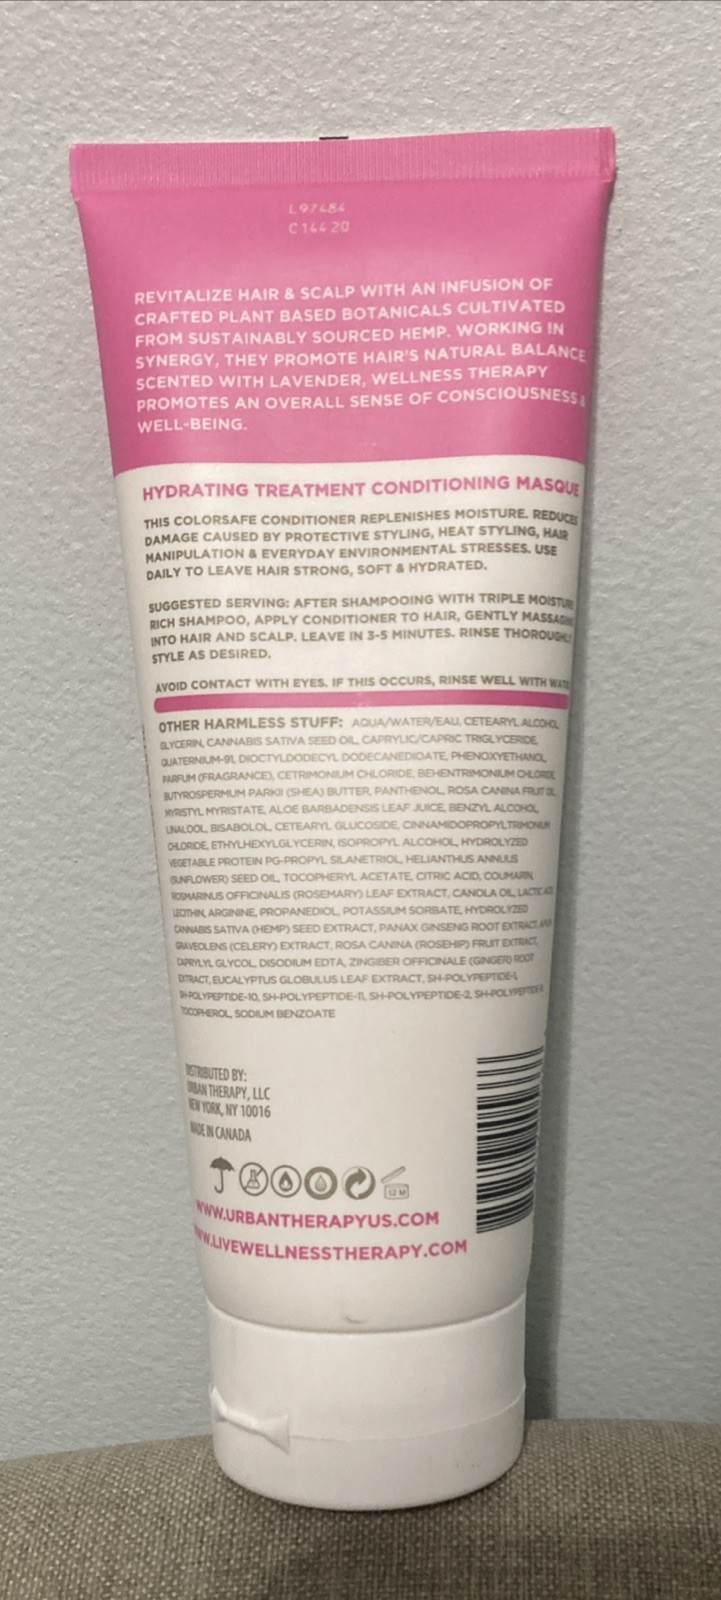 L97484
C14420
REVITALIZE HAIR & SCALP WITH AN INFUSION OF
CRAFTED PLANT BASED BOTANICALS CULTIVATED
FROM SUSTAINABLY SOURCED HEMP. WORKING IN
SYNERGY, THEY PROMOTE HAIR'S NATURAL BALANCE
SCENTED WITH LAVENDER, WELLNESS THERAPY
PROMOTES AN OVERALL SENSE OF CONSCIOUSNESS &
WELL-BEING.
HYDRATING TREATMENT CONDITIONING MASQUE
THIS COLORSAFE CONDITIONER REPLENISHES MOISTURE. REDUCES
DAMAGE CAUSED BY PROTECTIVE STYLING, HEAT STYLING, HAIR
MANIPULATION & EVERYDAY ENVIRONMENTAL STRESSES. USE
DAILY TO LEAVE HAIR STRONG, SOFT & HYDRATED.
SUGGESTED SERVING: AFTER SHAMPOOING WITH TRIPLE MOISTURE
RICH SHAMPOO, APPLY CONDITIONER TO HAIR, GENTLY MASSAGING
INTO HAIR AND SCALP. LEAVE IN 3-5 MINUTES. RINSE THOROUGHLY
STYLE AS DESIRED.
AVOID CONTACT WITH EYES. IF THIS OCCURS, RINSE WELL WITH
OTHER HARMLESS STUFF: AQUA/WATER/EAU, CETEARYL ALCOHOL,
GLYCERIN, CANNABIS SATIVA SEED OIL, CAPRYLIC/CAPRIC TRIGLYCERIDE,
QUATERNIUM-91, DIOCTYLDODECYL DODECANEDIOATE, PHENOXYETHANOL,
PARFUM (FRAGRANCE), CETRIMONIUM CHLORIDE, BEHENTRIMONIUM CHLORIDE,
BUTYROSPERMUM PARKII (SHEA) BUTTER, PANTHENOL, ROSA CANINA FRUIT OIL,
MYRISTYL MYRISTATE, ALOE BARBADENSIS LEAF JUICE, BENZYL ALCOHOL,
LINALOOL, BISABOLOL, CETEARYL GLUCOSIDE, CINNAMIDOPROPYLTRIMONIUM
CHLORIDE, ETHYLHEXYLGLYCERIN, ISOPROPYL ALCOHOL, HYDROLYZED
VEGETABLE PROTEIN PG-PROPYL SILANETRIOL, HELIANTHUS ANNUUS
(SUNFLOWER) SEED OIL, TOCOPHERYL ACETATE, CITRIC ACID, COUMARIN,
ROSMARINUS OFFICINALIS (ROSEMARY) LEAF EXTRACT, CANOLA OIL, LACTIC ACID
LECITHIN, ARGININE, PROPANEDIOL, POTASSIUM SORBATE, HYDROLYZED
CANNABIS SATIVA (HEMP) SEED EXTRACT, PANAX GINSENG ROOT EXTRACT,
GRAVEOLENS (CELERY) EXTRACT, ROSA CANINA (ROSEHIP) FRUIT EXTRACT,
CAPRYLYL GLYCOL, DISODIUM EDTA, ZINGIBER OFFICINALE (GINGER) ROOT
EXTRACT, EUCALYPTUS GLOBULUS LEAF EXTRACT, SH-POLYPEPTIDE-1,
SH-POLYPEPTIDE-10, SH-POLYPEPTIDE-11, SH-POLYPEPTIDE-2,
TOCOPHEROL, SODIUM BENZOATE
DISTRIBUTED BY:
URBAN THERAPY, LLC
NEW YORK, NY 10016
MADE IN CANADA
12 M
WWW.URBANTHERAPYUS.COM
WWW.LIVEWELLNESSTHERAPY.COM